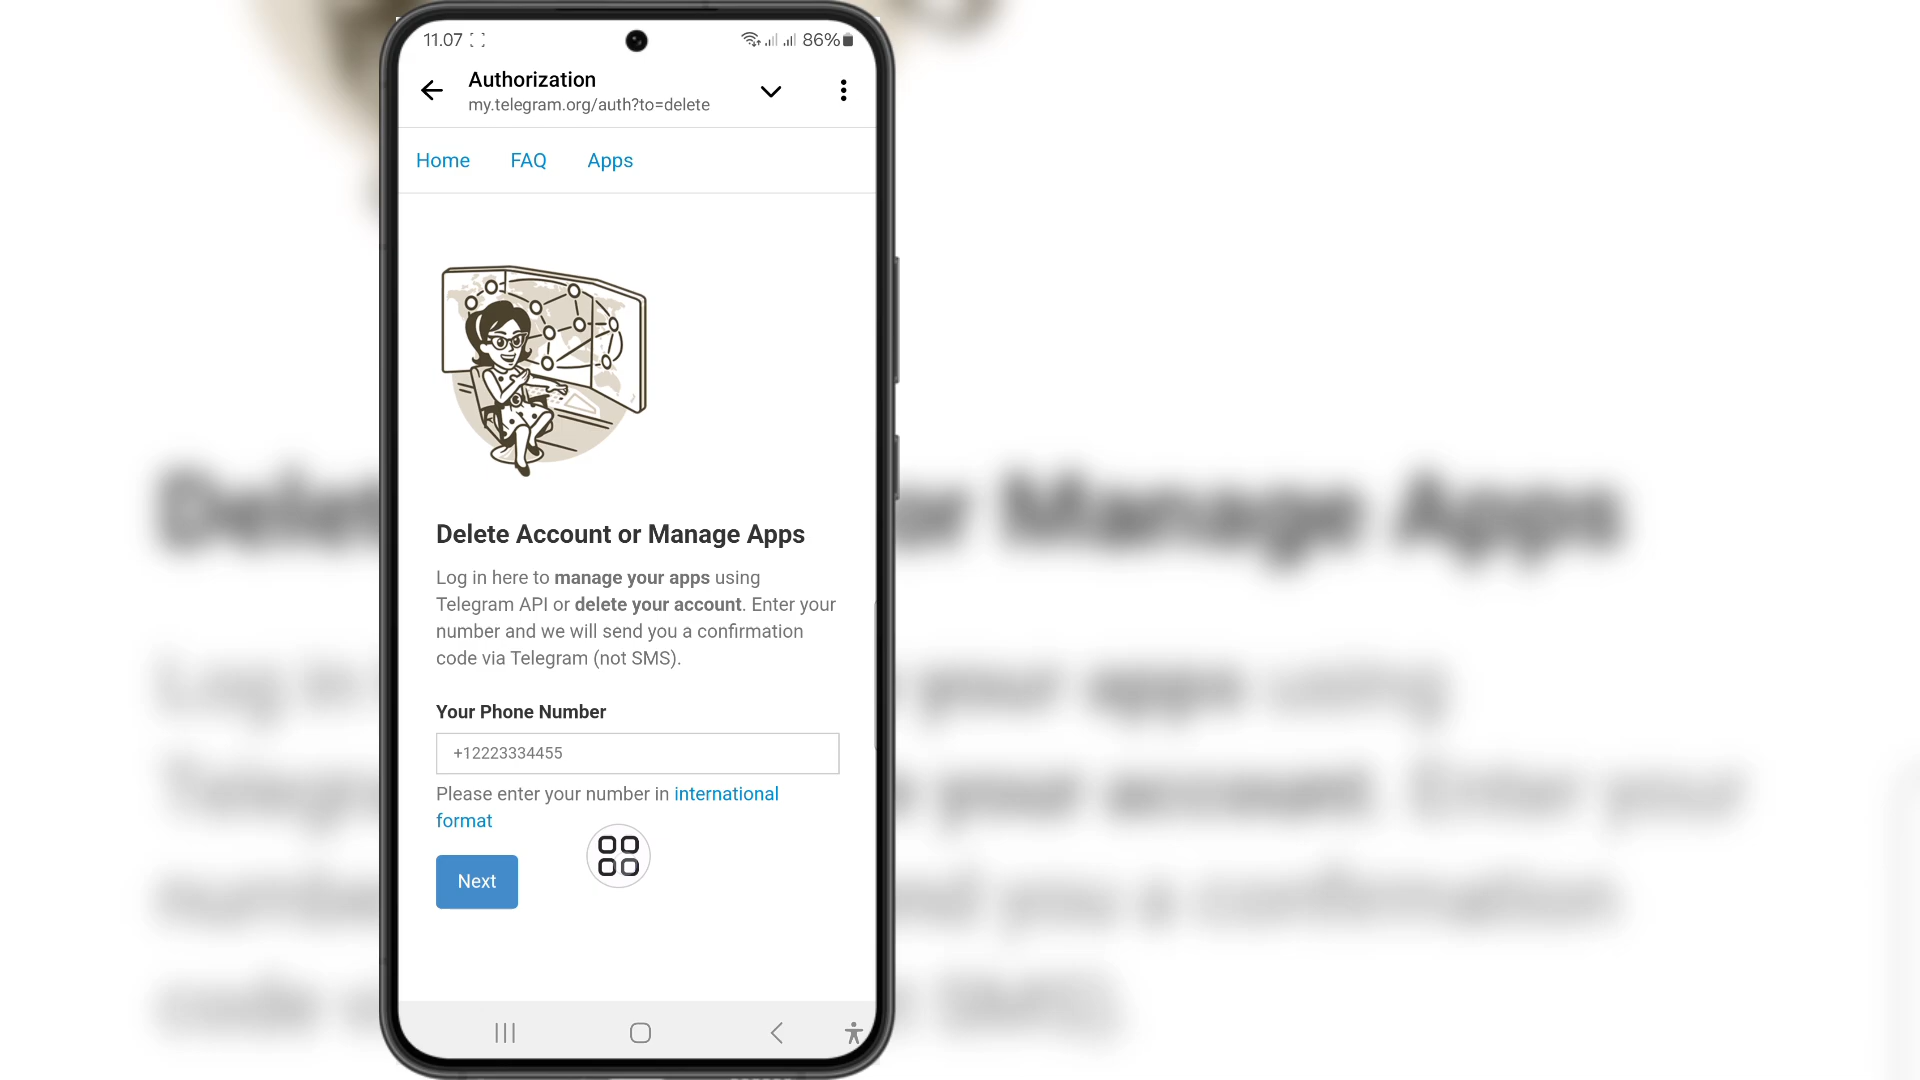 11.07
86%
Authorization
my.telegram.org/auth?to=delete
Home FAQ Apps
Delete Account or Manage Apps
Log in here to manage your apps using
Telegram API or delete your account. Enter your
number and we will send you a confirmation
code via Telegram (not SMS).
Your Phone Number
+12223334455
Please enter your number in international
format
Next